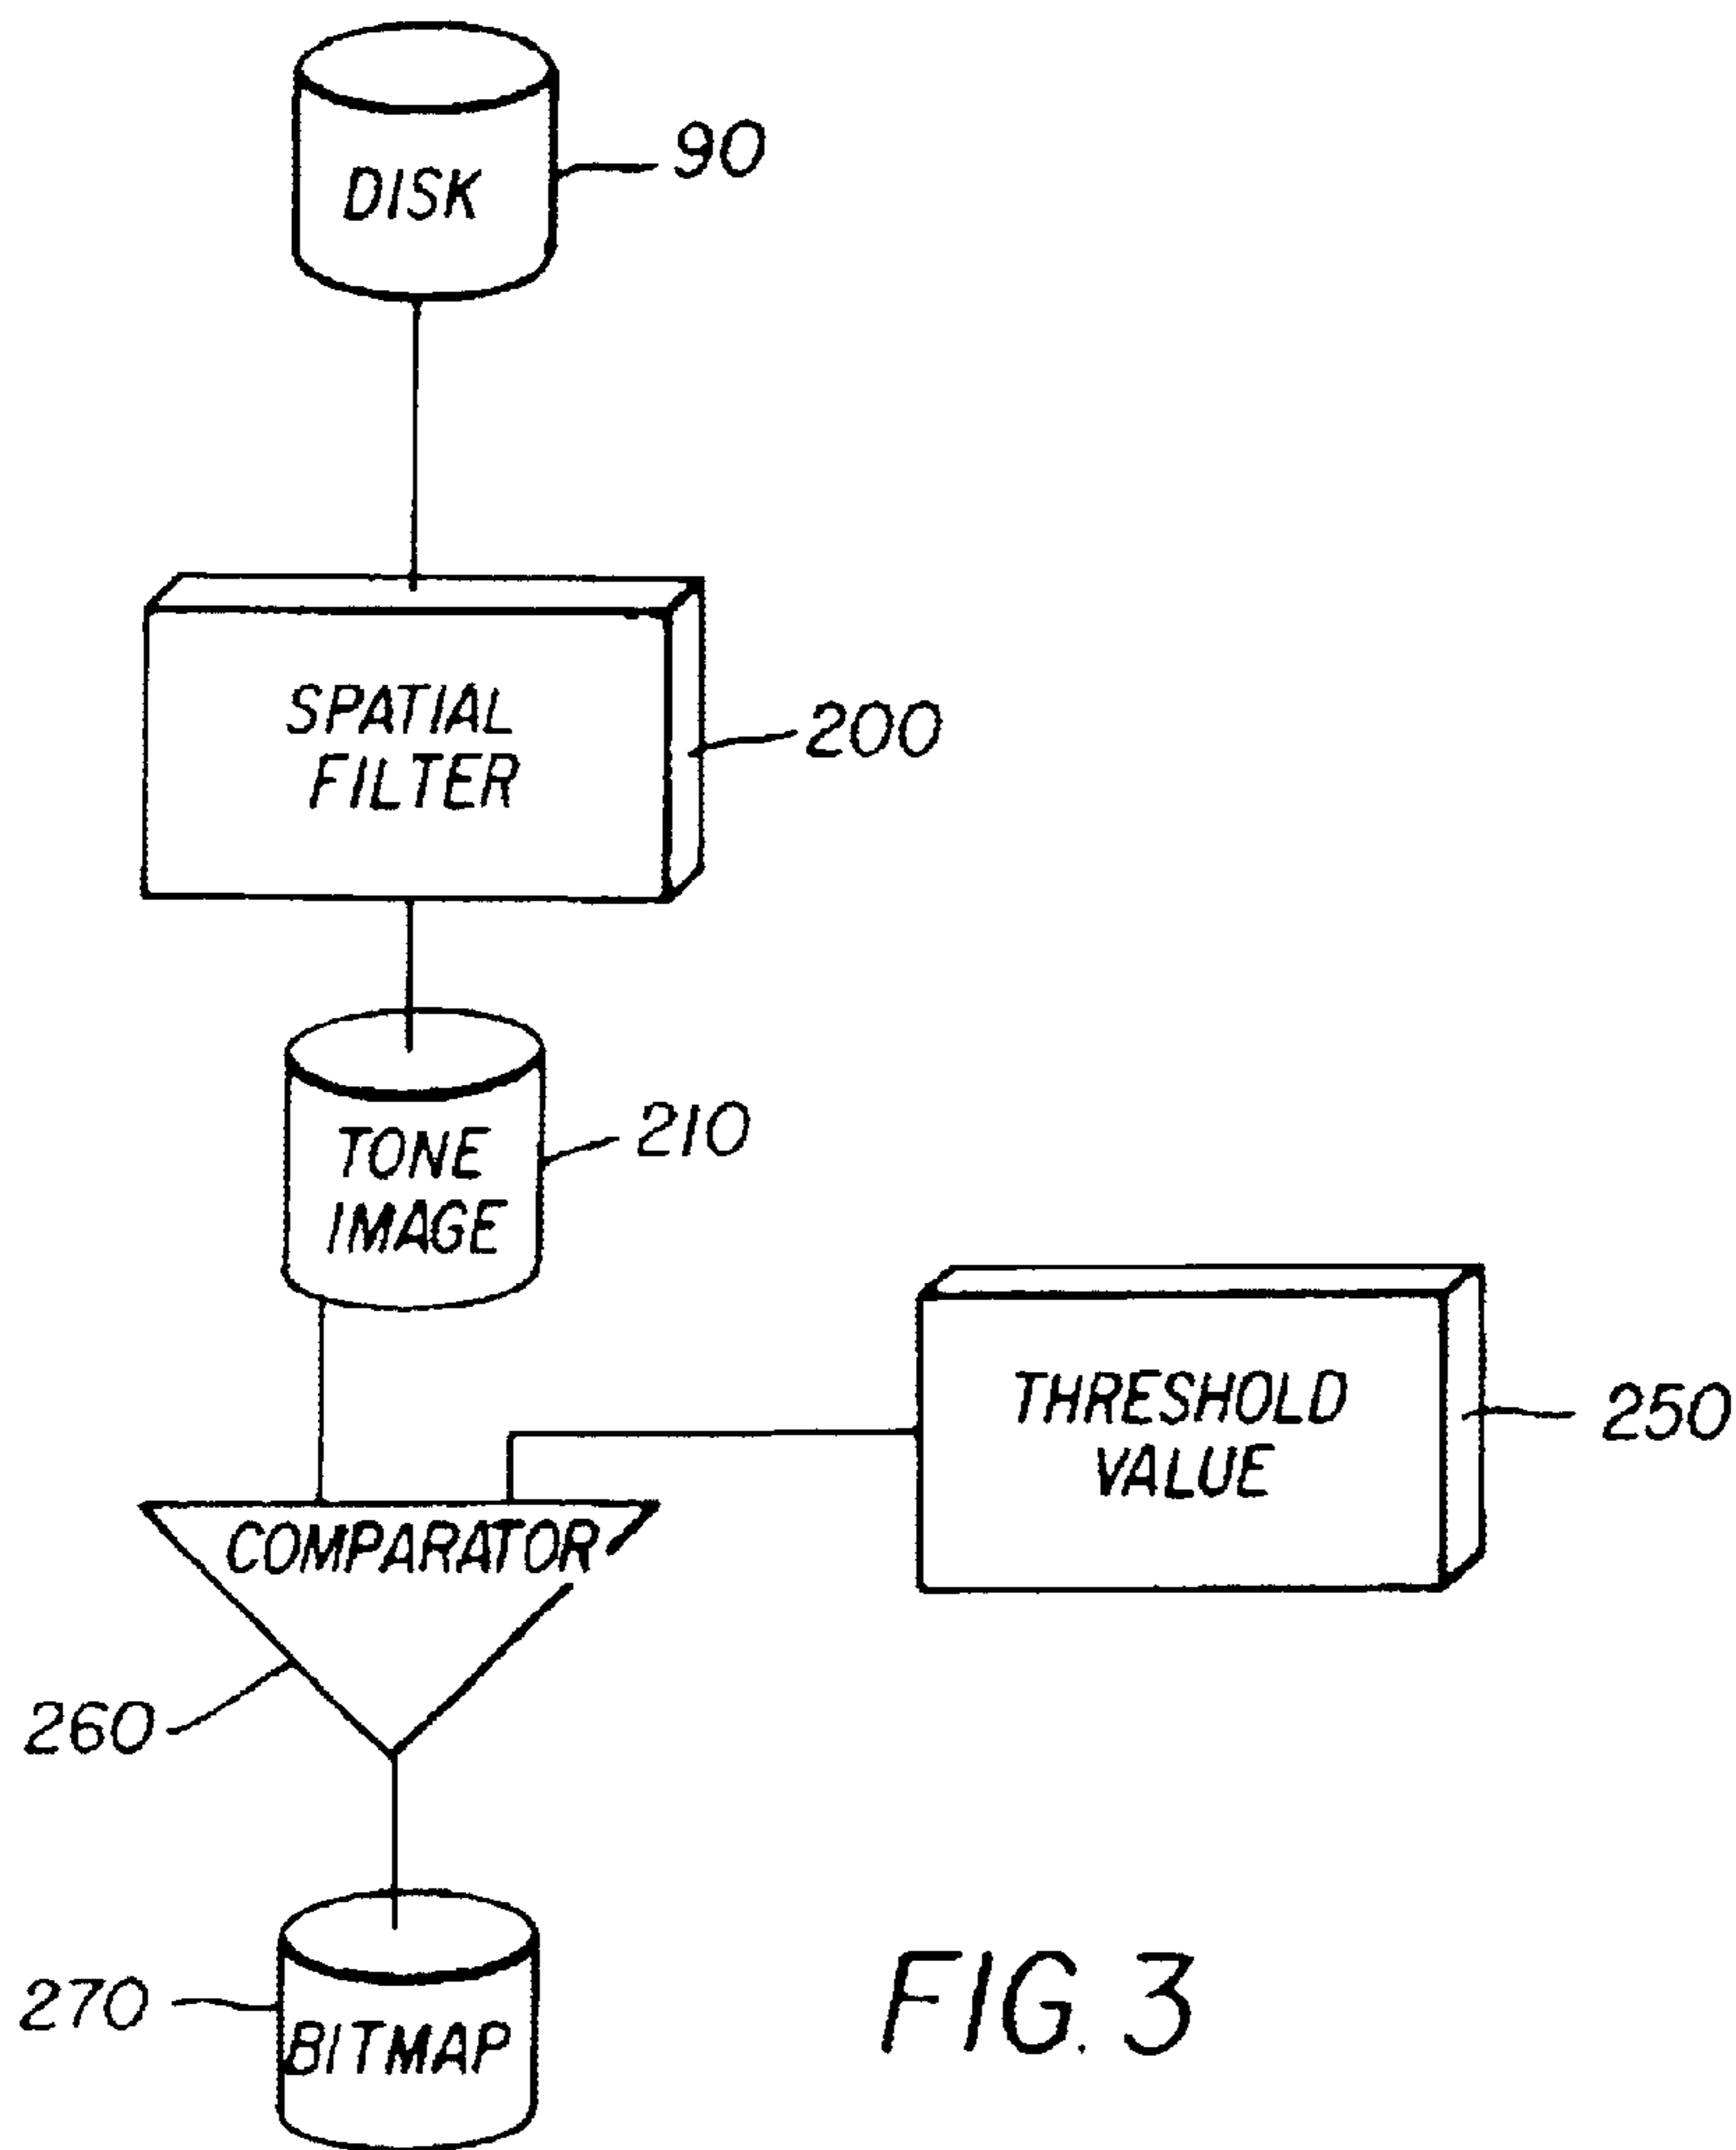 DISK
90
SPATIAL
FILTER
200
TONE
IMAGE
210
THRESHOLD
VALUE
250
COMPARATOR
260
270
BITMAP
FIG. 3